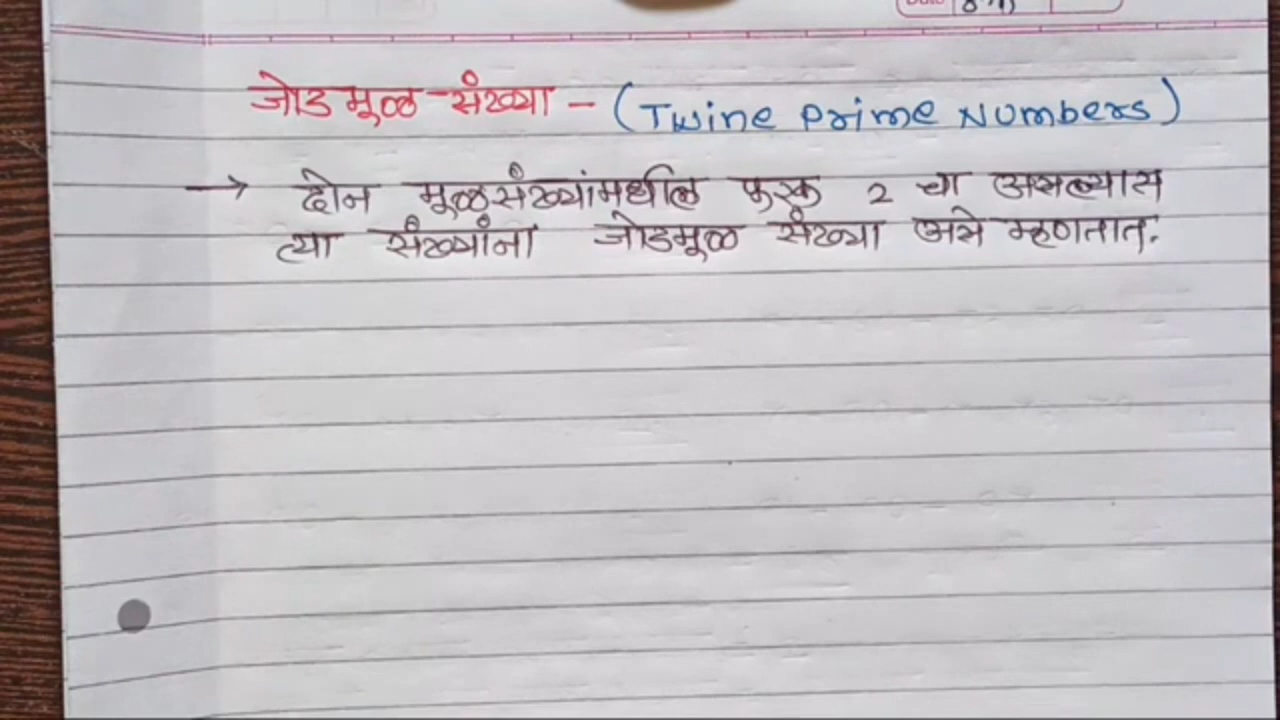 जोडमूळ संख्या - (Twine Prime Numbers)
→ दोन मूळसंख्यांमधील फरक 2 चा असल्यास
त्या संख्यांना जोडमूळ संख्या असे म्हणतात.